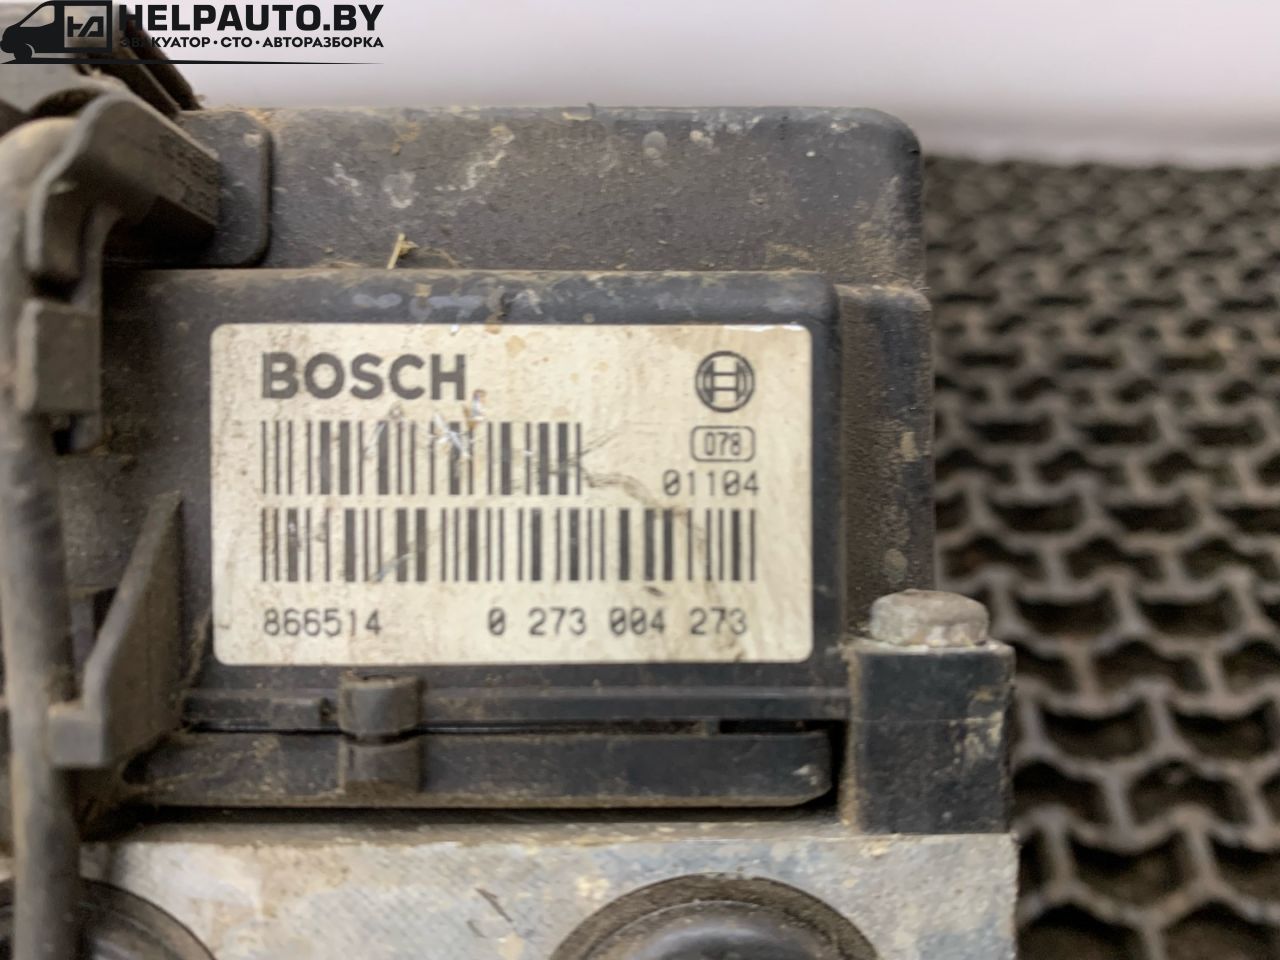 HELPAUTO.BY
ЭВАКУАТОР • СТО • АВТОРАЗБОРКА
BOSCH
078
01104
866514 0 273 004 273